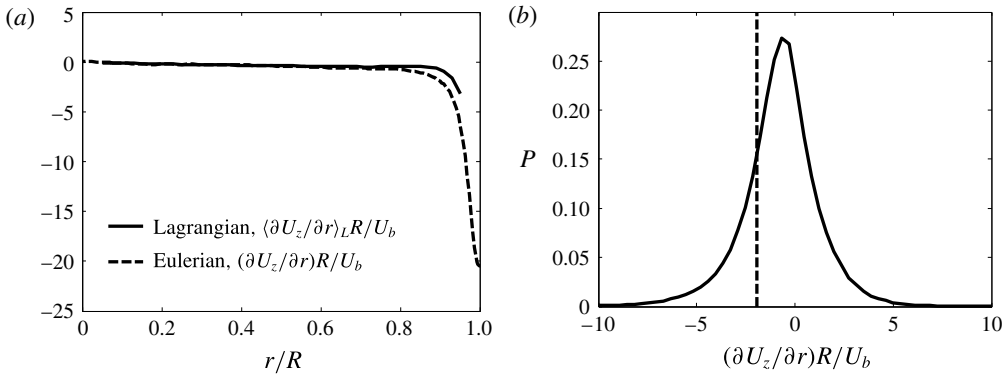 (a)
5
0
−5
−10
−15
−20
−25
Lagrangian, ⟨∂U_z/∂r⟩_L R/U_b
Eulerian, (∂U_z/∂r)R/U_b
0 0.2 0.4 0.6 0.8 1.0
r/R
(b)
0.25
0.20
0.15
0.10
0.05
0
P
−10 −5 0 5 10
(∂U_z/∂r)R/U_b